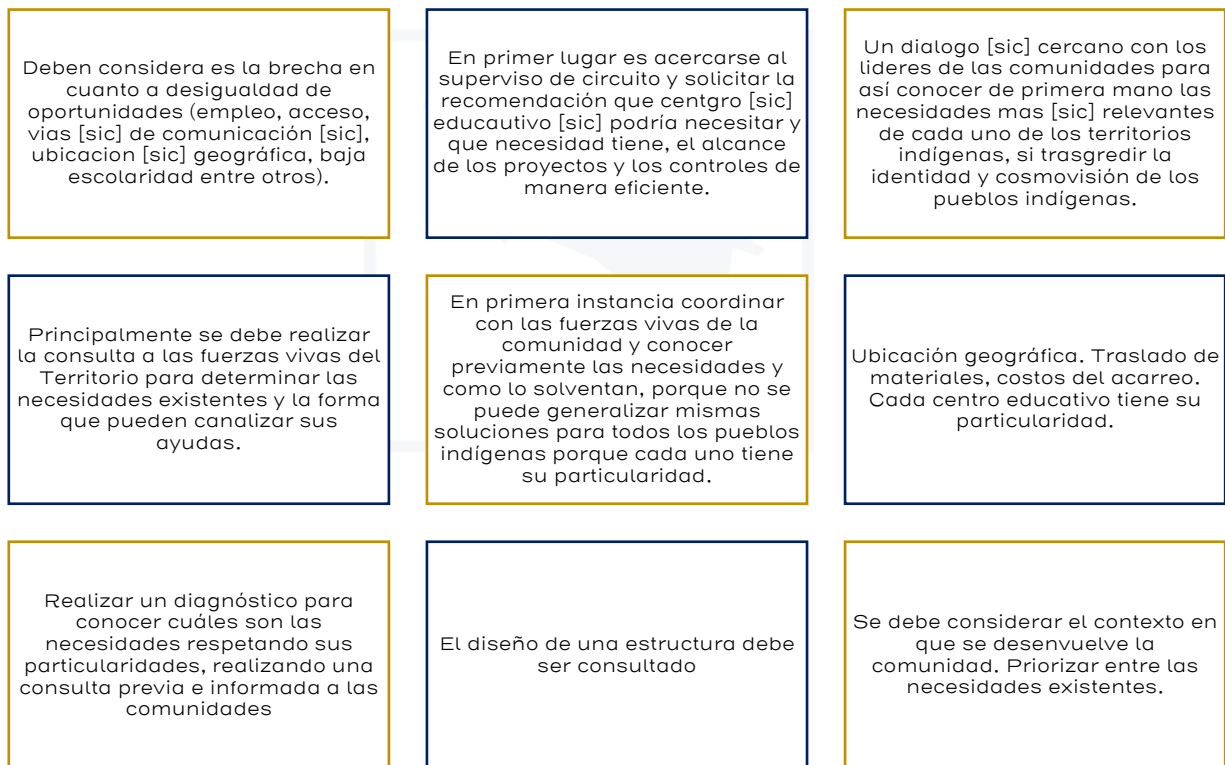 Deben considera es la brecha en
cuanto a desigualdad de
oportunidades (empleo, acceso,
vias [sic] de comunicación [sic],
ubicacion [sic] geográfica, baja
escolaridad entre otros).
En primer lugar es acercarse al
superviso de circuito y solicitar la
recomendación que centgro [sic]
educautivo [sic] podría necesitar y
que necesidad tiene, el alcance
de los proyectos y los controles de
manera eficiente.
Un dialogo [sic] cercano con los
lideres de las comunidades para
así conocer de primera mano las
necesidades mas [sic] relevantes
de cada uno de los territorios
indígenas, si trasgredir la
identidad y cosmovisión de los
pueblos indígenas.
Principalmente se debe realizar
la consulta a las fuerzas vivas del
Territorio para determinar las
necesidades existentes y la forma
que pueden canalizar sus
ayudas.
En primera instancia coordinar
con las fuerzas vivas de la
comunidad y conocer
previamente las necesidades y
como lo solventan, porque no se
puede generalizar mismas
soluciones para todos los pueblos
indígenas porque cada uno tiene
su particularidad.
Ubicación geográfica. Traslado de
materiales, costos del acarreo.
Cada centro educativo tiene su
particularidad.
Realizar un diagnóstico para
conocer cuáles son las
necesidades respetando sus
particularidades, realizando una
consulta previa e informada a las
comunidades
El diseño de una estructura debe
ser consultado
Se debe considerar el contexto en
que se desenvuelve la
comunidad. Priorizar entre las
necesidades existentes.